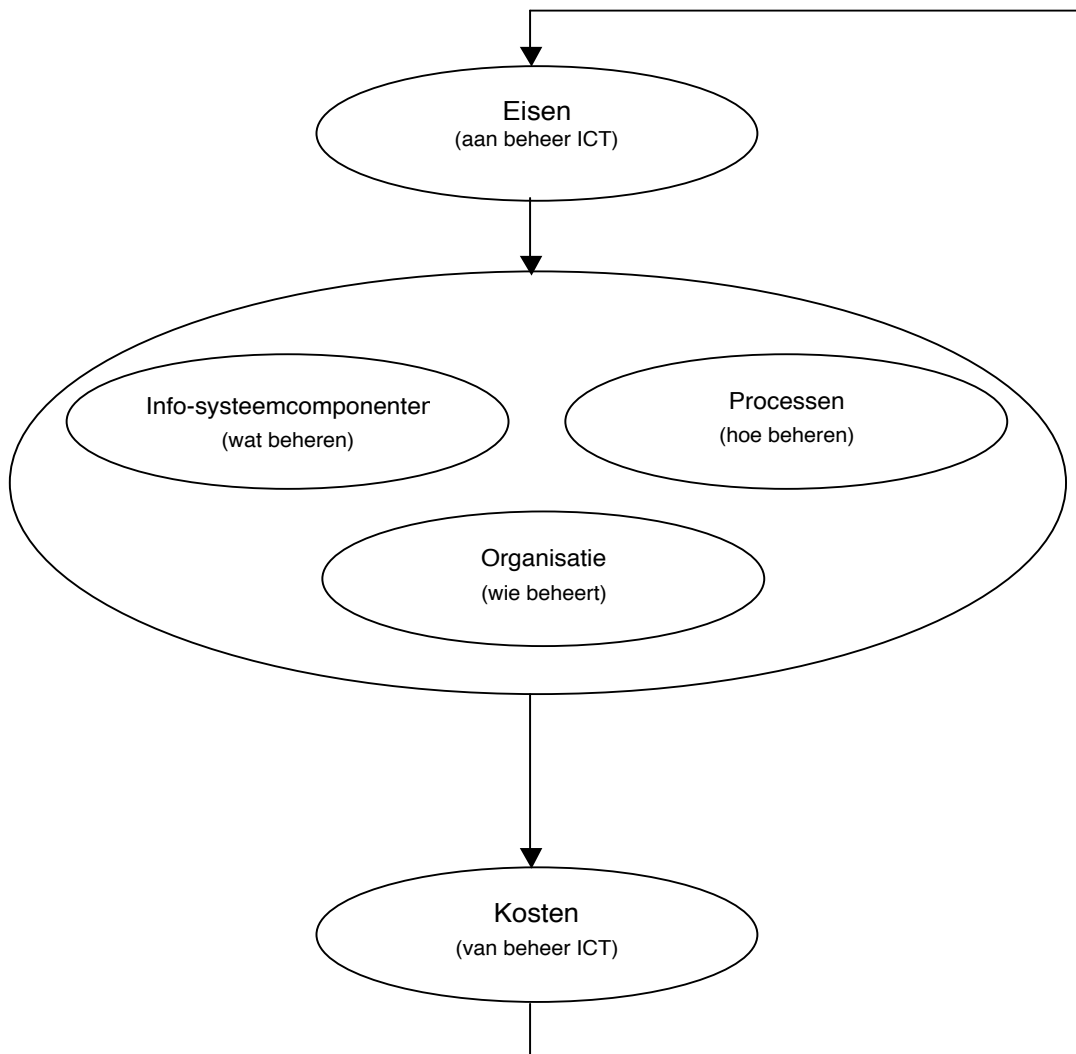 Eisen
(aan beheer ICT)
Info-systeemcomponenter
(wat beheren)
Processen
(hoe beheren)
Organisatie
(wie beheert)
Kosten
(van beheer ICT)